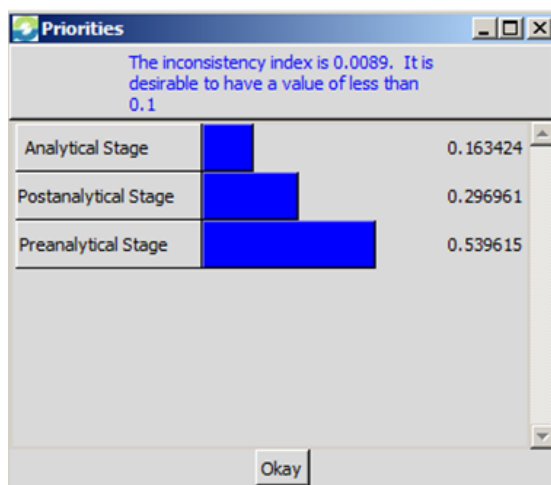 Priorities
The inconsistency index is 0.0089. It is
desirable to have a value of less than
0.1
Analytical Stage 0.163424
Postanalytical Stage 0.296961
Preanalytical Stage 0.539615
Okay